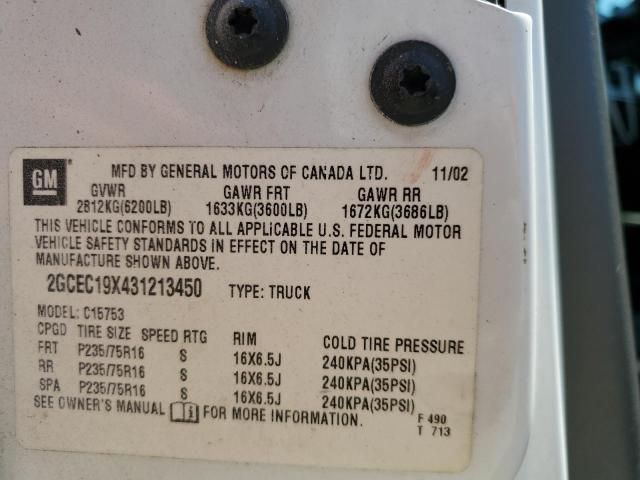 GM MFD BY GENERAL MOTORS OF CANADA LTD. 11/02
GVWR GAWR FRT GAWR RR
2812KG(6200LB) 1633KG(3600LB) 1672KG(3686LB)
THIS VEHICLE CONFORMS TO ALL APPLICABLE U.S. FEDERAL MOTOR
VEHICLE SAFETY STANDARDS IN EFFECT ON THE DATE OF
MANUFACTURE SHOWN ABOVE.
2GCEC19X431213450 TYPE: TRUCK
MODEL: C15753
CPGD TIRE SIZE SPEED RTG RIM COLD TIRE PRESSURE
FRT P235/75R16 S 16X6.5J 240KPA(35PSI)
RR P235/75R16 S 16X6.5J 240KPA(35PSI)
SPA P235/75R16 S 16X6.5J 240KPA(35PSI)
SEE OWNER'S MANUAL FOR MORE INFORMATION.
F 490
T 713